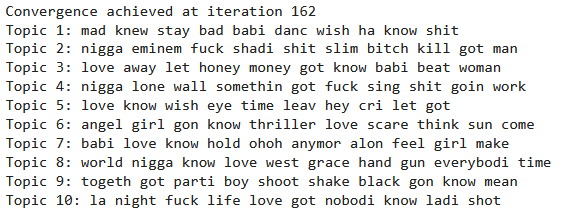 Convergence achieved at iteration 162
Topic 1: mad knew stay bad babi danc wish ha know shit
Topic 2: nigga eminem fuck shadi shit slim bitch kill got man
Topic 3: love away let honey money got know babi beat woman
Topic 4: nigga lone wall somethin got fuck sing shit goin work
Topic 5: love know wish eye time leav hey cri let got
Topic 6: angel girl gon know thriller love scare think sun come
Topic 7: babi love know hold ohoh anymor alon feel girl make
Topic 8: world nigga know love west grace hand gun everybodi time
Topic 9: togeth got parti boy shoot shake black gon know mean
Topic 10: la night fuck life love got nobodi know ladi shot